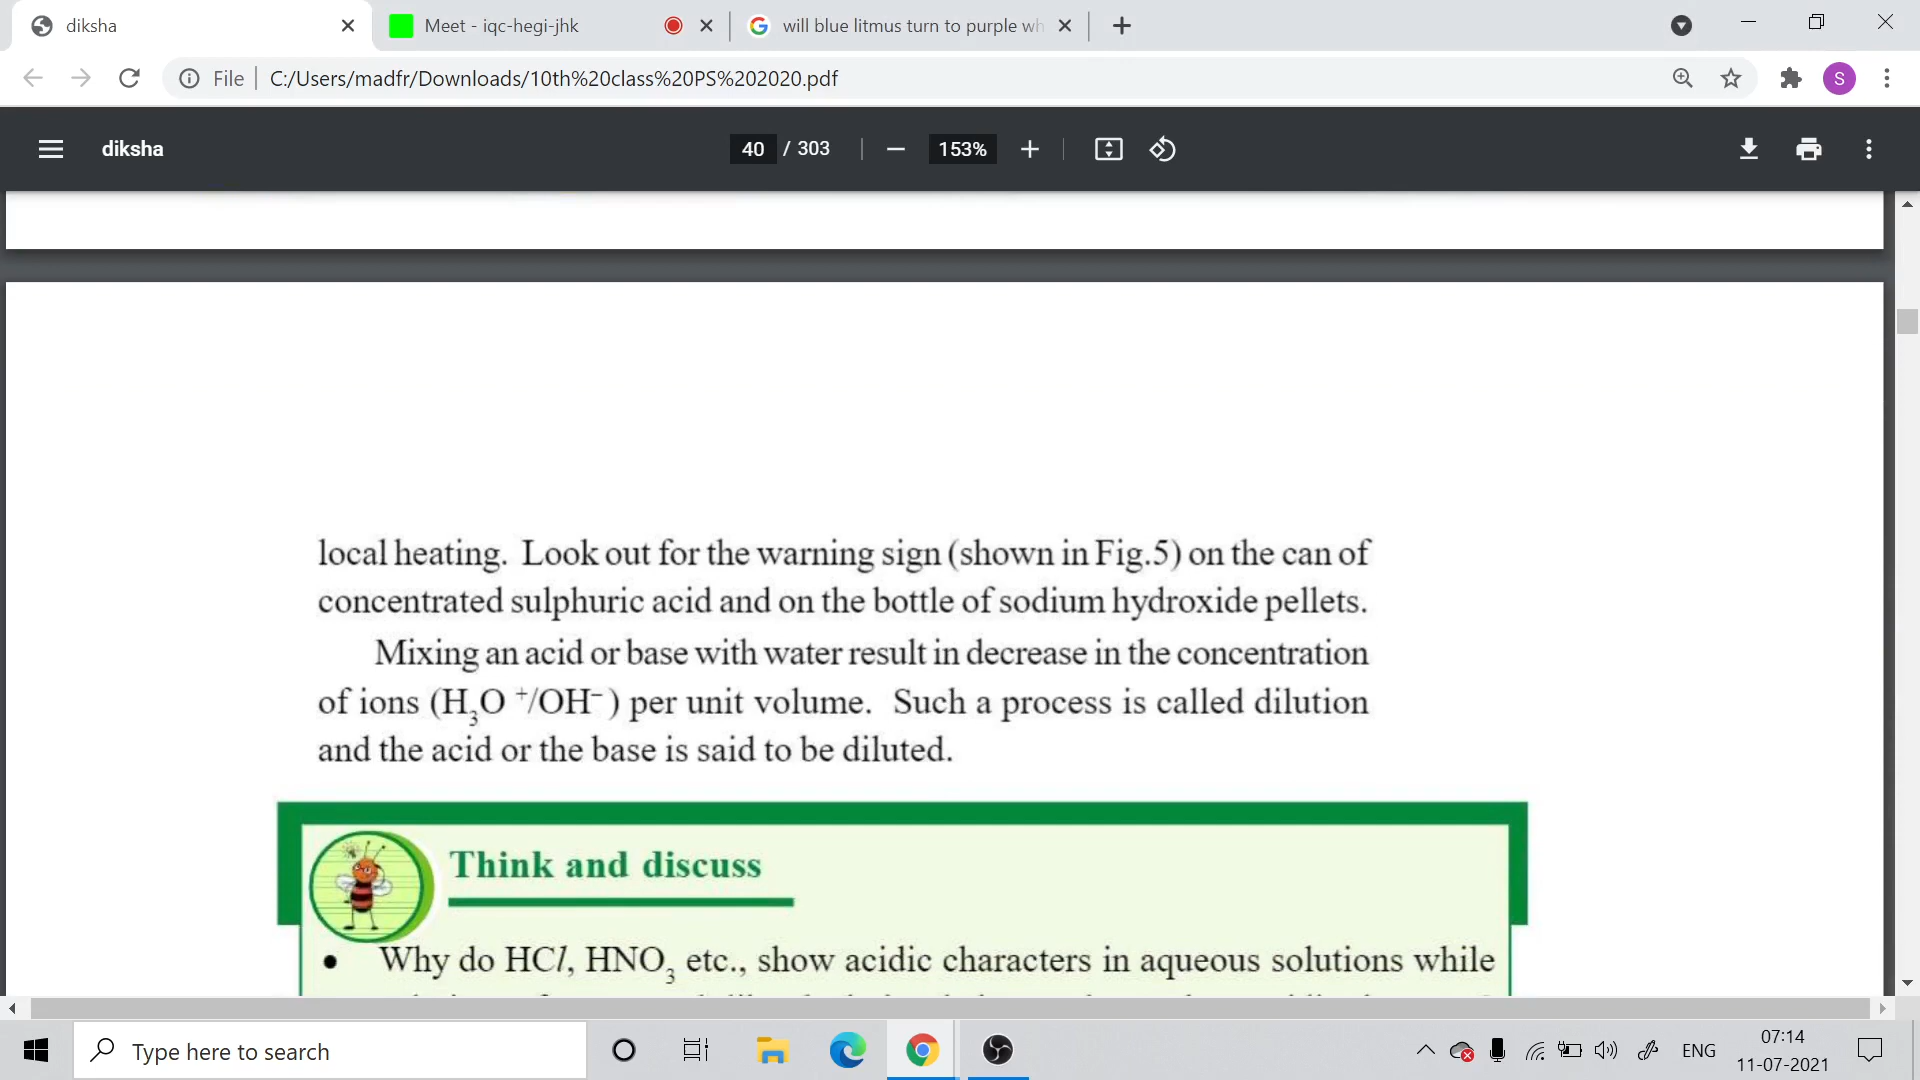 diksha
Meet - iqc-hegi-jhk
will blue litmus turn to purple wh
File
C:/Users/madfr/Downloads/10th%20class%20PS%202020.pdf
S
diksha
40 / 303
153%
local heating. Look out for the warning sign (shown in Fig.5) on the can of
concentrated sulphuric acid and on the bottle of sodium hydroxide pellets.
Mixing an acid or base with water result in decrease in the concentration
of ions (H₃O ⁺/OH⁻) per unit volume. Such a process is called dilution
and the acid or the base is said to be diluted.
Think and discuss
• Why do HCl, HNO₃ etc., show acidic characters in aqueous solutions while
Type here to search
ENG
07:14
11-07-2021